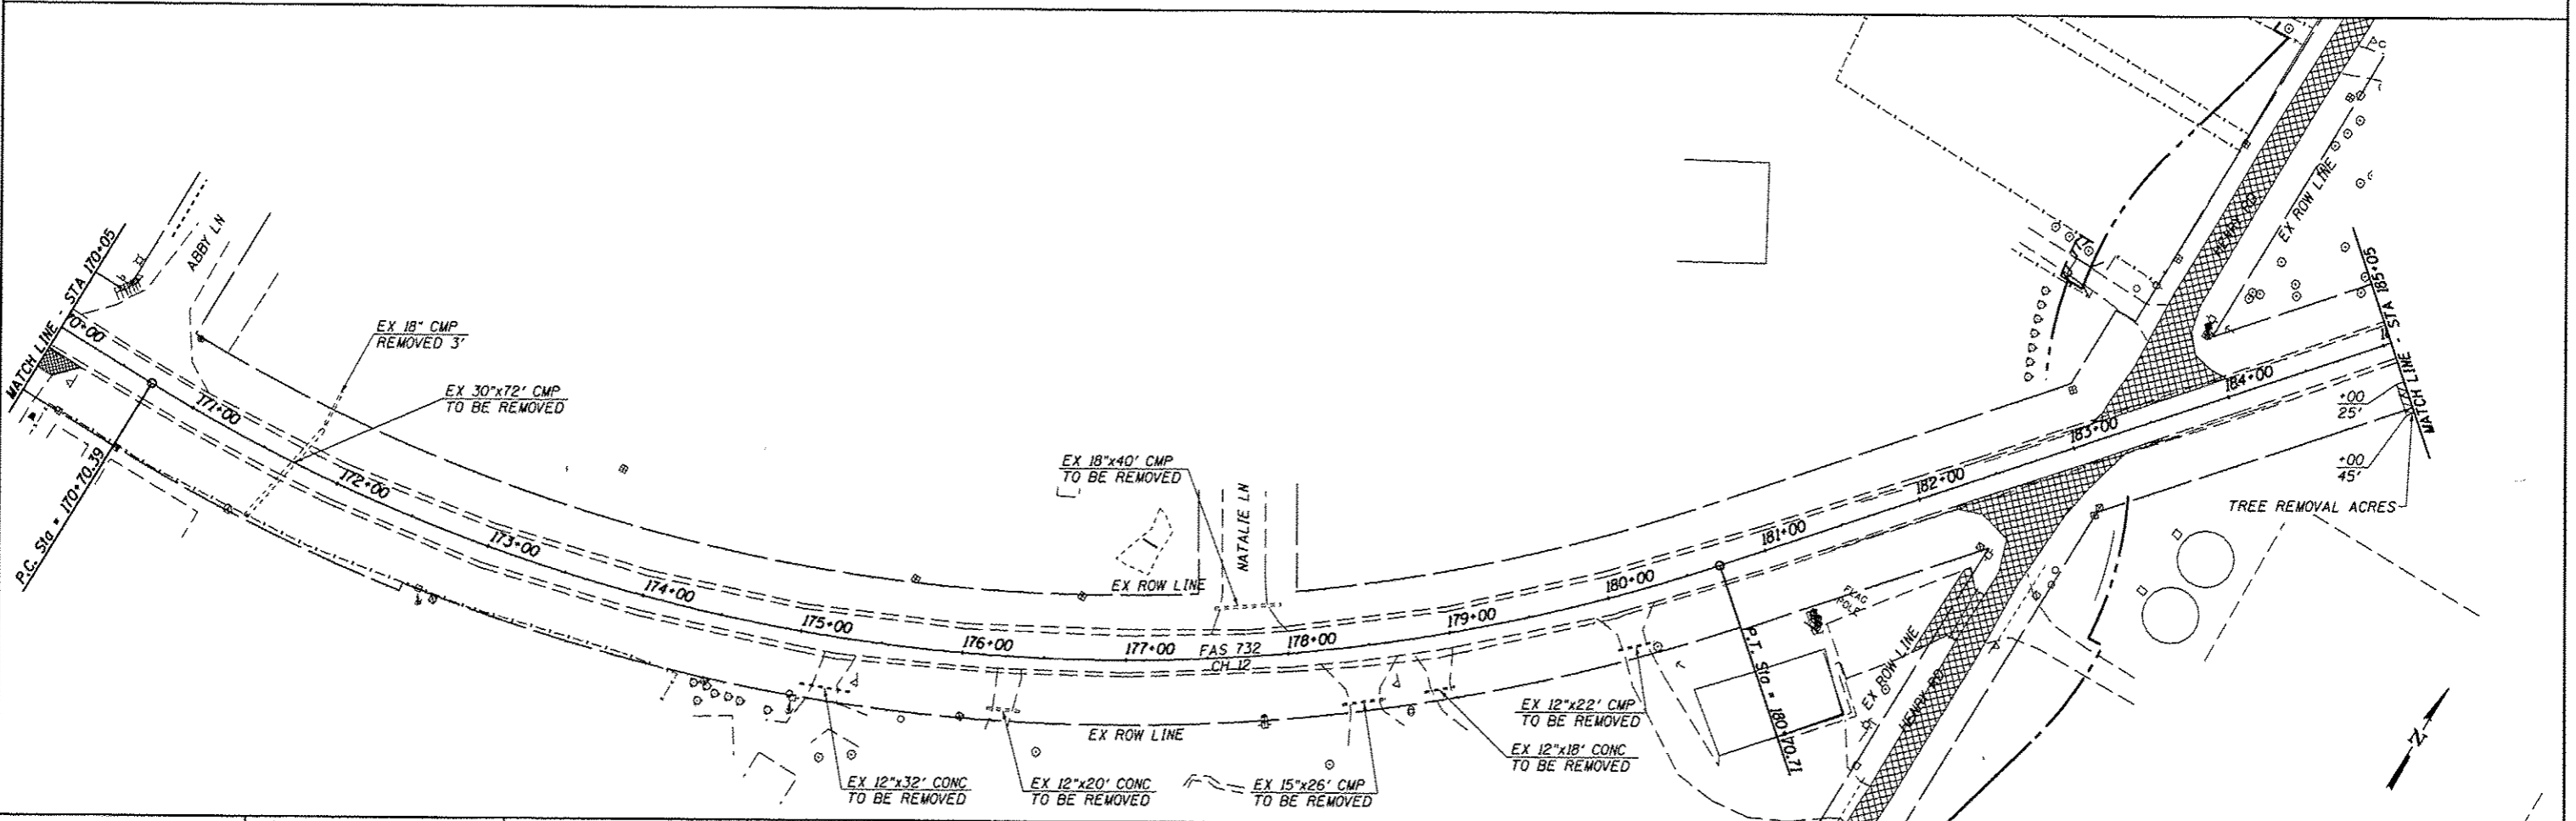 MATCH LINE - STA 170+05
70+00
P.C. Sta = 170+70.39
ABBY LN
171+00
EX 18" CMP
REMOVED 3'
EX 30"x72' CMP
TO BE REMOVED
172+00
173+00
174+00
175+00
176+00
177+00
FAS 732
CH 12
178+00
179+00
180+00
181+00
182+00
183+00
184+00
EX 18"x40' CMP
TO BE REMOVED
NATALIE LN
EX ROW LINE
EX ROW LINE
EX 12"x32' CONC
TO BE REMOVED
EX 12"x20' CONC
TO BE REMOVED
EX 15"x26' CMP
TO BE REMOVED
EX 12"x18' CONC
TO BE REMOVED
EX 12"x22' CMP
TO BE REMOVED
P.T. Sta = 180+70.71
POLE
EX ROW LINE
HENRY RD
HENRY RD
EX ROW LINE
MATCH LINE - STA 185+05
+00
25'
+00
45'
TREE REMOVAL ACRES
N